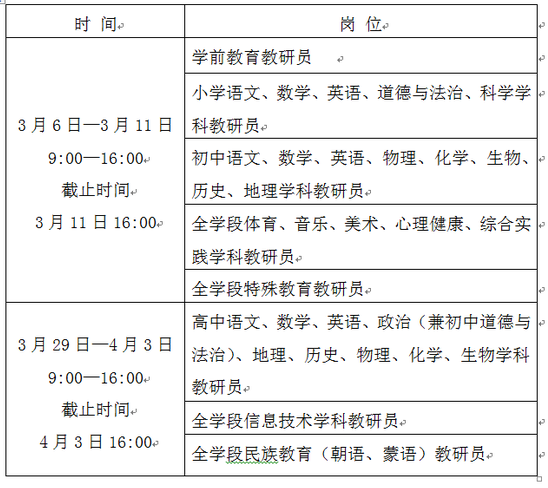 时 间
岗 位
3月6日—3月11日
9:00—16:00
截止时间
3月11日16:00
学前教育教研员
小学语文、数学、英语、道德与法治、科学学
科教研员
初中语文、数学、英语、物理、化学、生物、
历史、地理学科教研员
全学段体育、音乐、美术、心理健康、综合实
践学科教研员
全学段特殊教育教研员
3月29日—4月3日
9:00—16:00
截止时间
4月3日16:00
高中语文、数学、英语、政治（兼初中道德与
法治）、地理、历史、物理、化学、生物学科
教研员
全学段信息技术学科教研员
全学段民族教育（朝语、蒙语）教研员